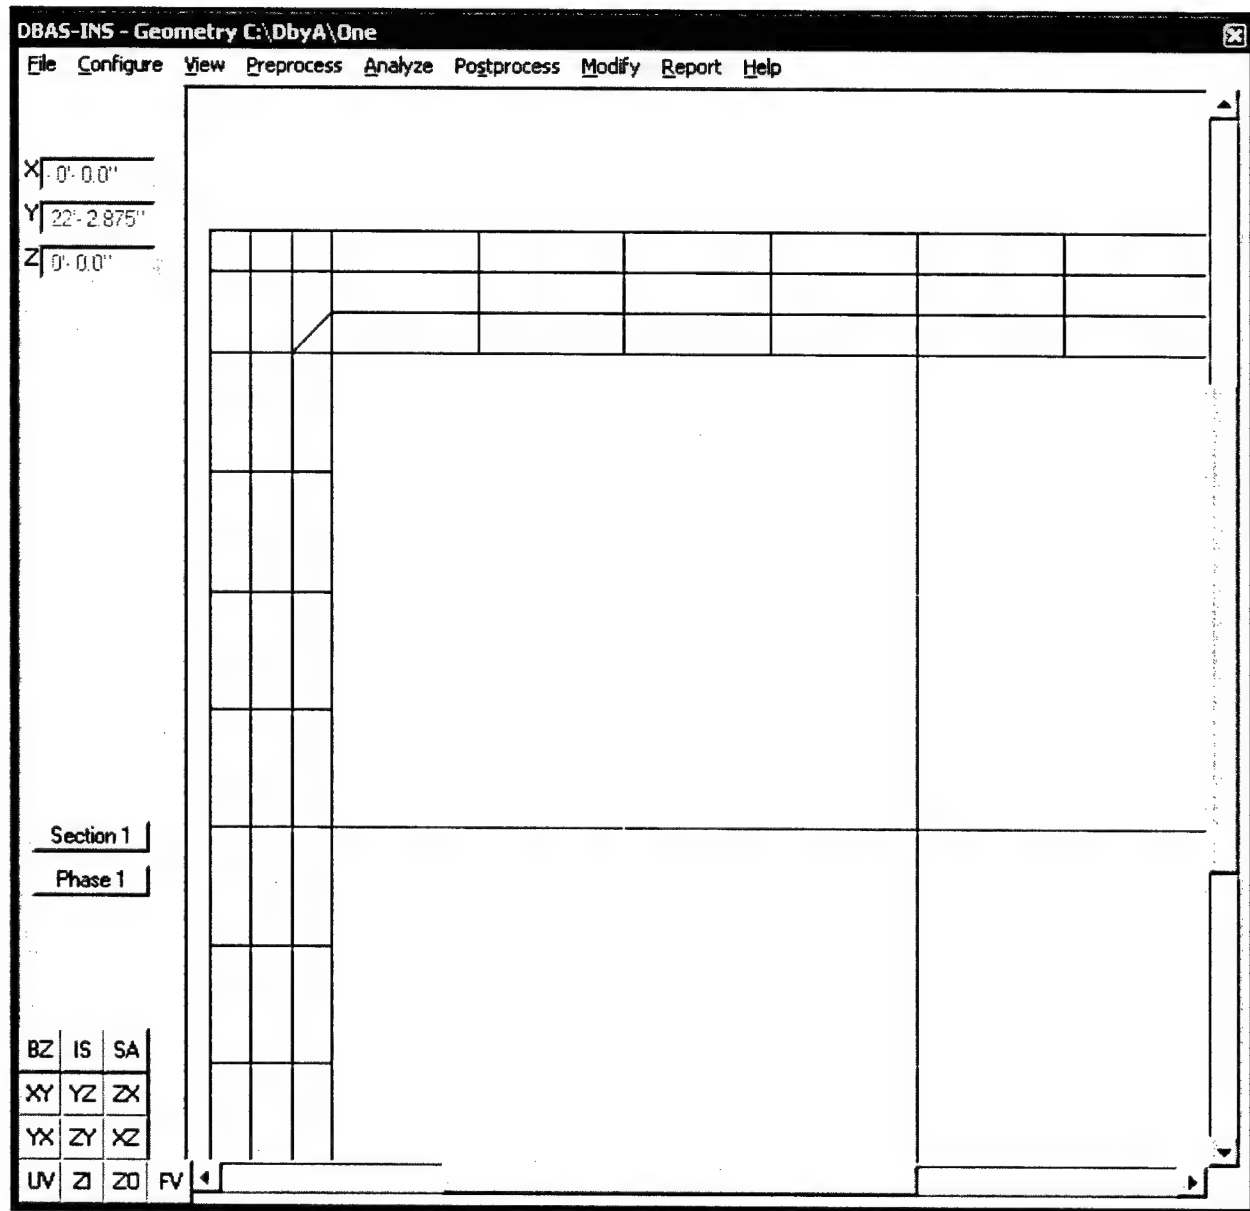 DBAS-INS - Geometry C:\DbyA\One
File Configure View Preprocess Analyze Postprocess Modify Report Help
X - 0'- 0.0"
Y 22'- 2.875"
Z 0'- 0.0"
Section 1
Phase 1
BZ IS SA
XY YZ ZX
YX ZY XZ
UV ZI ZO FV